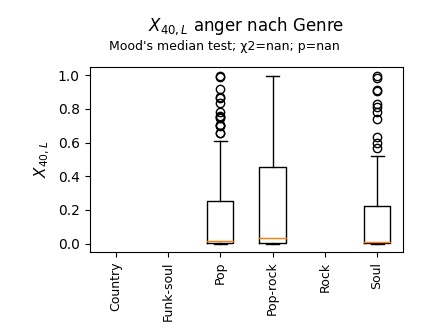 X40,L anger nach Genre
Mood's median test; χ2=nan; p=nan
X40,L
1.0
0.8
0.6
0.4
0.2
0.0
Country
Funk-soul
Pop
Pop-rock
Rock
Soul